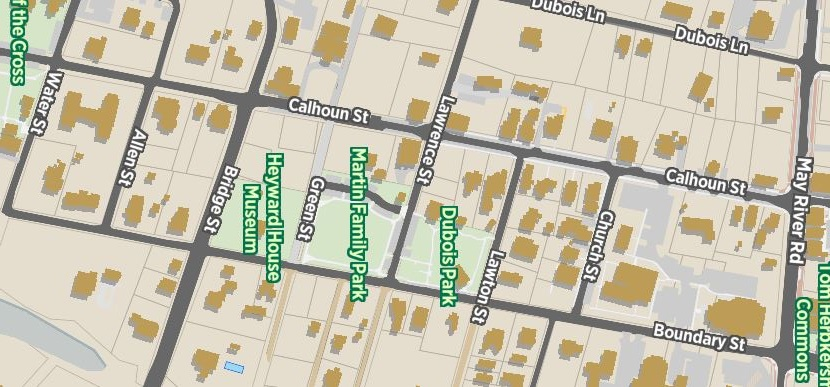 Dubois Ln
Dubois Ln
of the Cross
Water St
Calhoun St
Lawrence St
Allen St
Bridge St
Heyward House
Museum
Green St
Martin Family Park
Dubois Park
Calhoun St
May River Rd
Church St
Lawton St
Boundary St
Commons